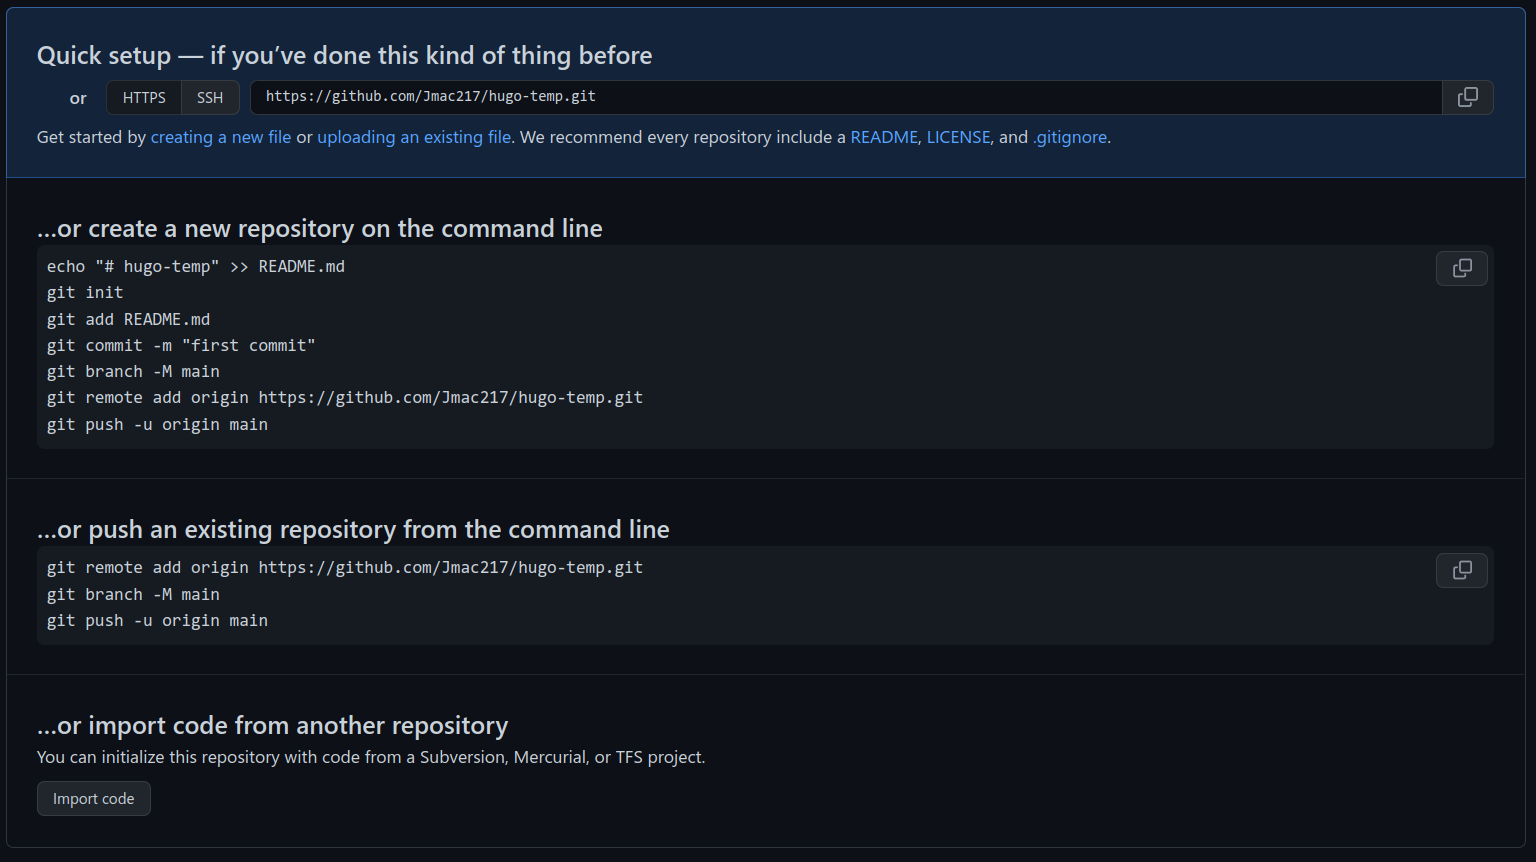 Quick setup — if you’ve done this kind of thing before
or HTTPS SSH https://github.com/Jmac217/hugo-temp.git
Get started by creating a new file or uploading an existing file. We recommend every repository include a README, LICENSE, and .gitignore.
…or create a new repository on the command line
echo "# hugo-temp" >> README.md
git init
git add README.md
git commit -m "first commit"
git branch -M main
git remote add origin https://github.com/Jmac217/hugo-temp.git
git push -u origin main
…or push an existing repository from the command line
git remote add origin https://github.com/Jmac217/hugo-temp.git
git branch -M main
git push -u origin main
…or import code from another repository
You can initialize this repository with code from a Subversion, Mercurial, or TFS project.
Import code